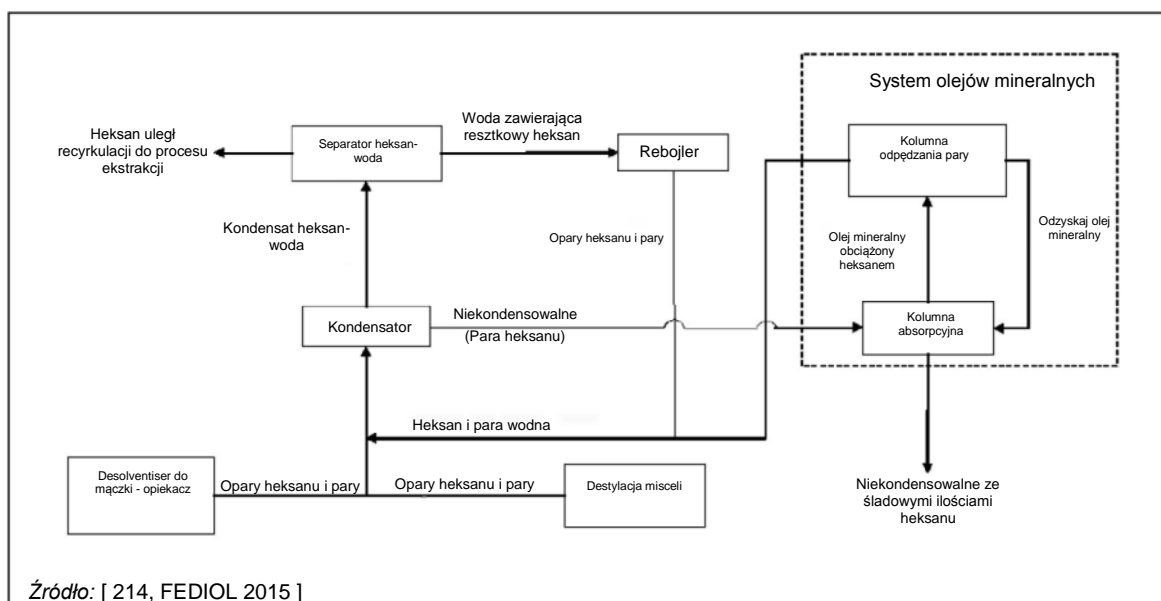 System olejów mineralnych
Heksan uległ
recyrkulacji do procesu
ekstrakcji
Separator heksan-
woda
Woda zawierająca
resztkowy heksan
Rebojler
Kolumna
odpędzania pary
Kondensat heksan-
woda
Opary heksanu i pary
Olej mineralny
obciążony
heksanem
Odzyskaj olej
mineralny
Kondensator
Niekondensowalne
(Para heksanu)
Kolumna
absorpcyjna
Heksan i para wodna
Desolventiser do
mączki - opiekacz
Opary heksanu i pary
Opary heksanu i pary
Destylacja misceli
Niekondensowalne ze
śladowymi ilościami
heksanu
Źródło: [ 214, FEDIOL 2015 ]